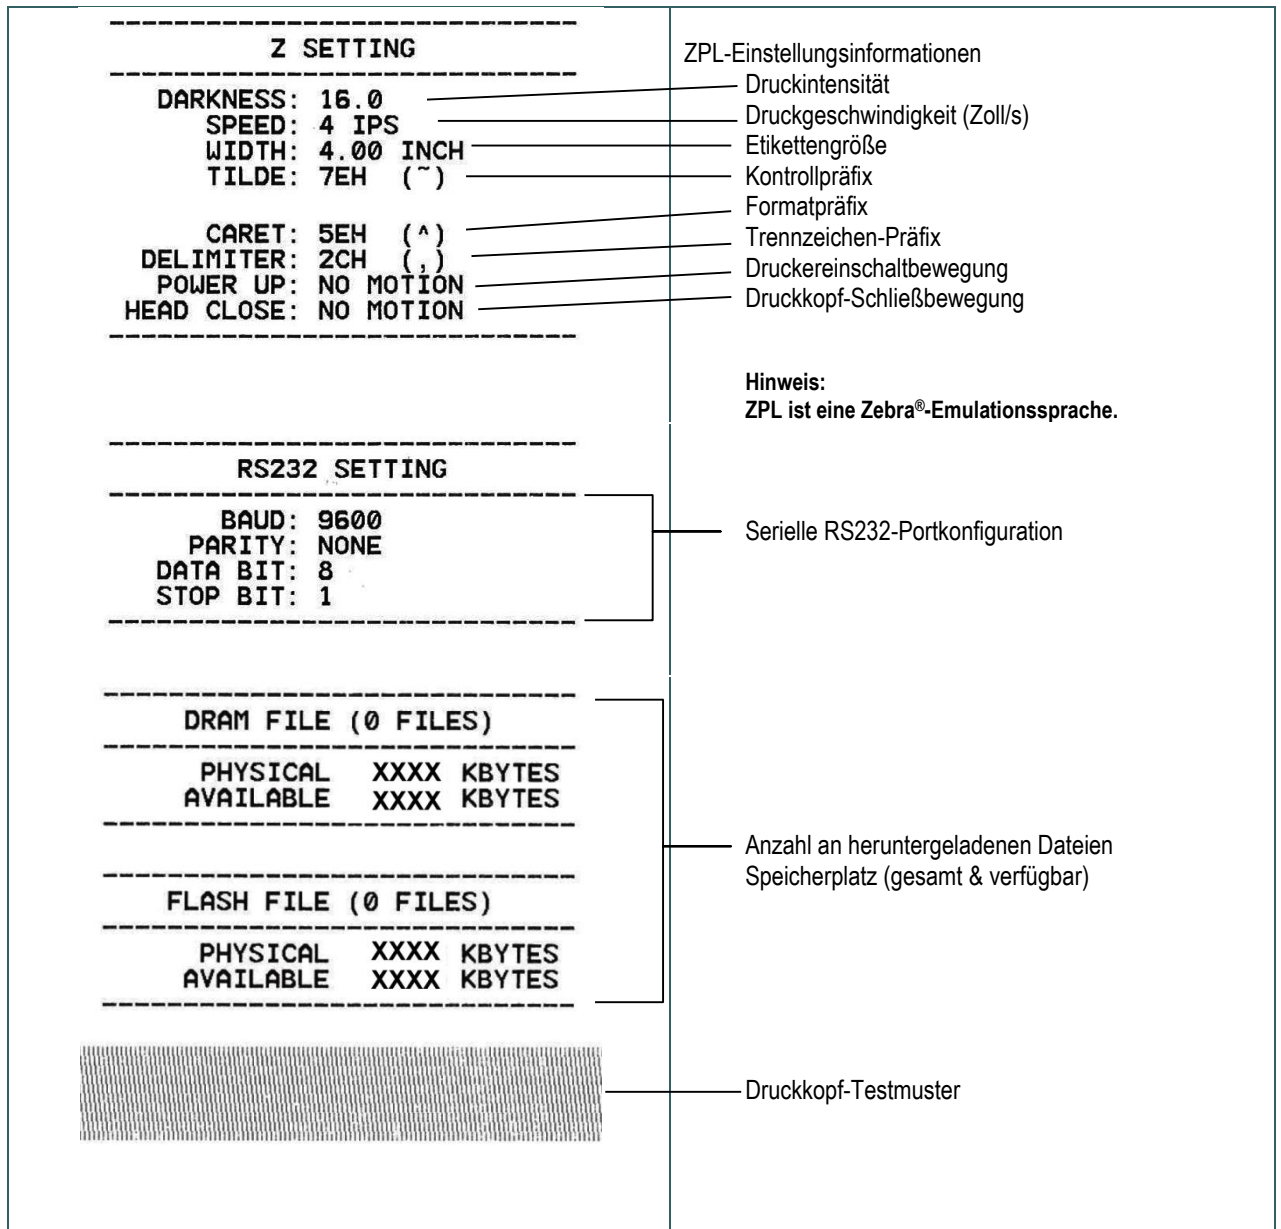 Z SETTING
DARKNESS: 16.0
SPEED: 4 IPS
WIDTH: 4.00 INCH
TILDE: 7EH (~)
CARET: 5EH (^)
DELIMITER: 2CH (,)
POWER UP: NO MOTION
HEAD CLOSE: NO MOTION
ZPL-Einstellungsinformationen
Druckintensität
Druckgeschwindigkeit (Zoll/s)
Etikettengröße
Kontrollpräfix
Formatpräfix
Trennzeichen-Präfix
Druckereinschaltbewegung
Druckkopf-Schließbewegung
Hinweis:
ZPL ist eine Zebra®-Emulationssprache.
RS232 SETTING
BAUD: 9600
PARITY: NONE
DATA BIT: 8
STOP BIT: 1
Serielle RS232-Portkonfiguration
DRAM FILE (0 FILES)
PHYSICAL XXXX KBYTES
AVAILABLE XXXX KBYTES
FLASH FILE (0 FILES)
PHYSICAL XXXX KBYTES
AVAILABLE XXXX KBYTES
Anzahl an heruntergeladenen Dateien
Speicherplatz (gesamt & verfügbar)
Druckkopf-Testmuster